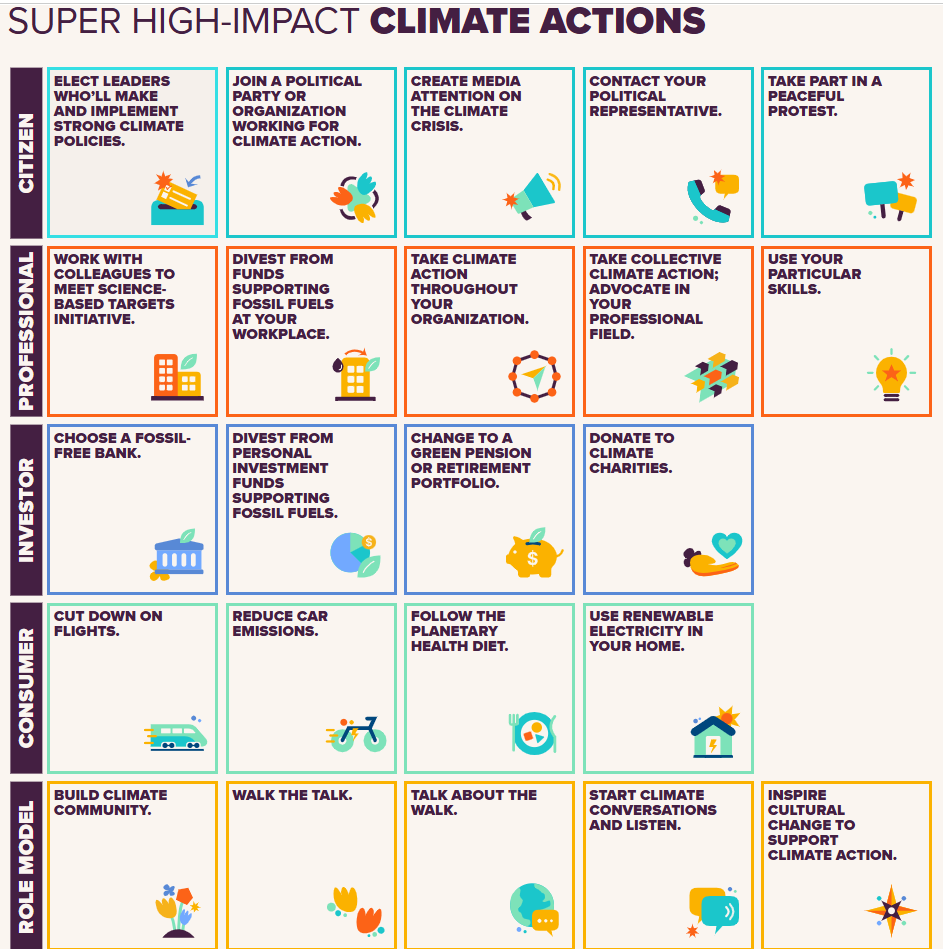 SUPER HIGH-IMPACT CLIMATE ACTIONS
CITIZEN
ELECT LEADERS
WHO'LL MAKE
AND IMPLEMENT
STRONG CLIMATE
POLICIES.
JOIN A POLITICAL
PARTY OR
ORGANIZATION
WORKING FOR
CLIMATE ACTION.
CREATE MEDIA
ATTENTION ON
THE CLIMATE
CRISIS.
CONTACT YOUR
POLITICAL
REPRESENTATIVE.
TAKE PART IN A
PEACEFUL
PROTEST.
PROFESSIONAL
WORK WITH
COLLEAGUES TO
MEET SCIENCE-
BASED TARGETS
INITIATIVE.
DIVEST FROM
FUNDS
SUPPORTING
FOSSIL FUELS
AT YOUR
WORKPLACE.
TAKE CLIMATE
ACTION
THROUGHOUT
YOUR
ORGANIZATION.
TAKE COLLECTIVE
CLIMATE ACTION;
ADVOCATE IN
YOUR
PROFESSIONAL
FIELD.
USE YOUR
PARTICULAR
SKILLS.
INVESTOR
CHOOSE A FOSSIL-
FREE BANK.
DIVEST FROM
PERSONAL
INVESTMENT
FUNDS
SUPPORTING
FOSSIL FUELS.
$
CHANGE TO A
GREEN PENSION
OR RETIREMENT
PORTFOLIO.
$
DONATE TO
CLIMATE
CHARITIES.
CONSUMER
CUT DOWN ON
FLIGHTS.
REDUCE CAR
EMISSIONS.
FOLLOW THE
PLANETARY
HEALTH DIET.
USE RENEWABLE
ELECTRICITY IN
YOUR HOME.
ROLE MODEL
BUILD CLIMATE
COMMUNITY.
WALK THE TALK.
TALK ABOUT THE
WALK.
START CLIMATE
CONVERSATIONS
AND LISTEN.
INSPIRE
CULTURAL
CHANGE TO
SUPPORT
CLIMATE ACTION.